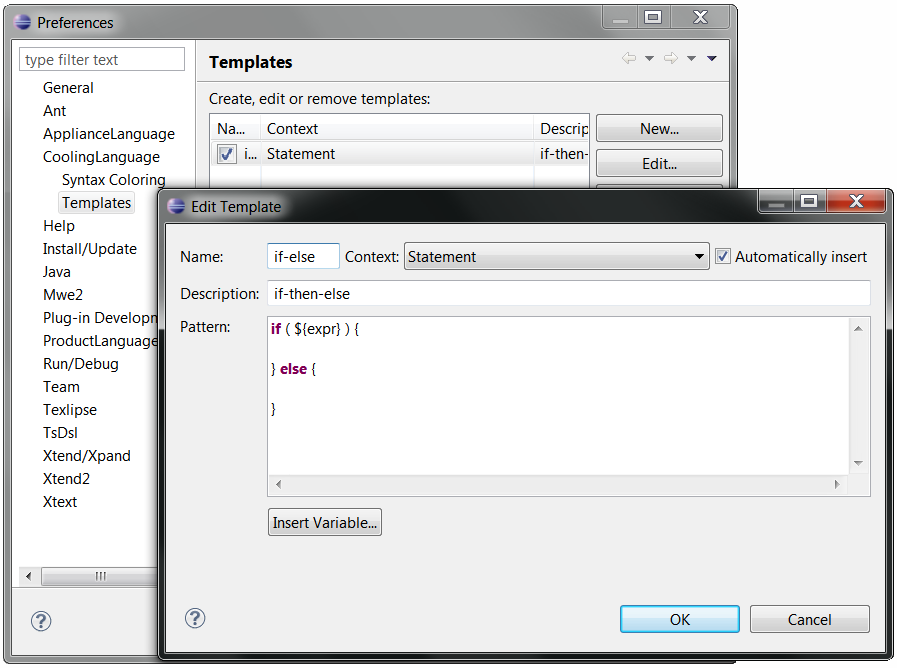 Preferences
type filter text
Templates
General
Ant
ApplianceLanguage
CoolingLanguage
Syntax Coloring
Templates
Help
Install/Update
Java
Mwe2
Plug-in Developm
ProductLanguage
Run/Debug
Team
Texlipse
TsDsl
Xtend/Xpand
Xtend2
Xtext
Create, edit or remove templates:
Na... Context Descrip
i... Statement if-then-
New...
Edit...
Edit Template
Name: if-else Context: Statement Automatically insert
Description: if-then-else
Pattern: if ( ${expr} ) {
} else {
}
Insert Variable...
OK Cancel